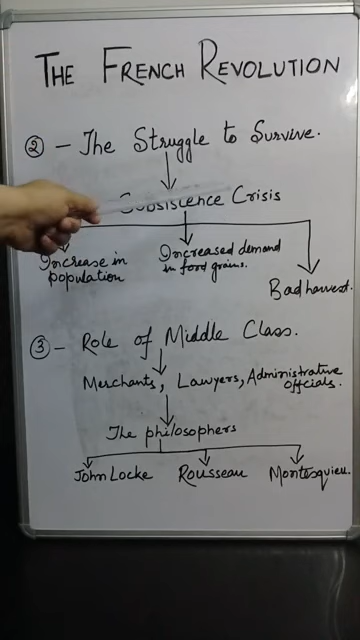 THE FRENCH REVOLUTION
② - The Struggle to Survive.
Subsistence Crisis
Increase in population
Increased demand in food grains.
Bad harvest.
③ - Role of Middle Class.
Merchants, Lawyers, Administrative
officials.
The philosophers
John Locke Rousseau Montesquieu.